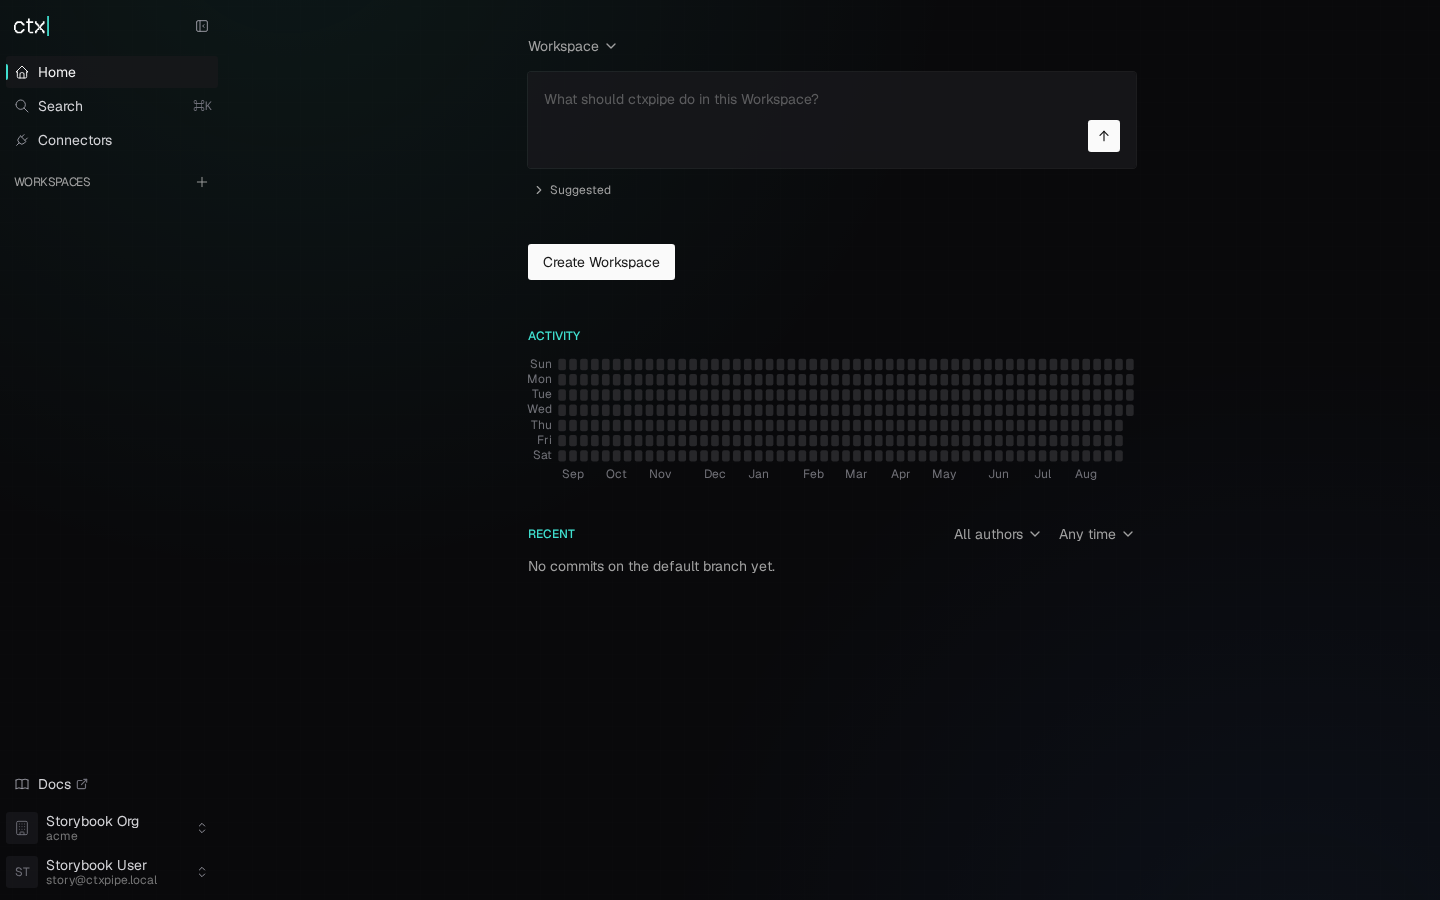 ctx
Home
Search ⌘K
Connectors
WORKSPACES
Docs
Storybook Org
acme
ST
Storybook User
story@ctxpipe.local
Workspace
What should ctxpipe do in this Workspace?
Suggested
Create Workspace
ACTIVITY
Sun
Mon
Tue
Wed
Thu
Fri
Sat
Sep Oct Nov Dec Jan Feb Mar Apr May Jun Jul Aug
RECENT All authors Any time
No commits on the default branch yet.